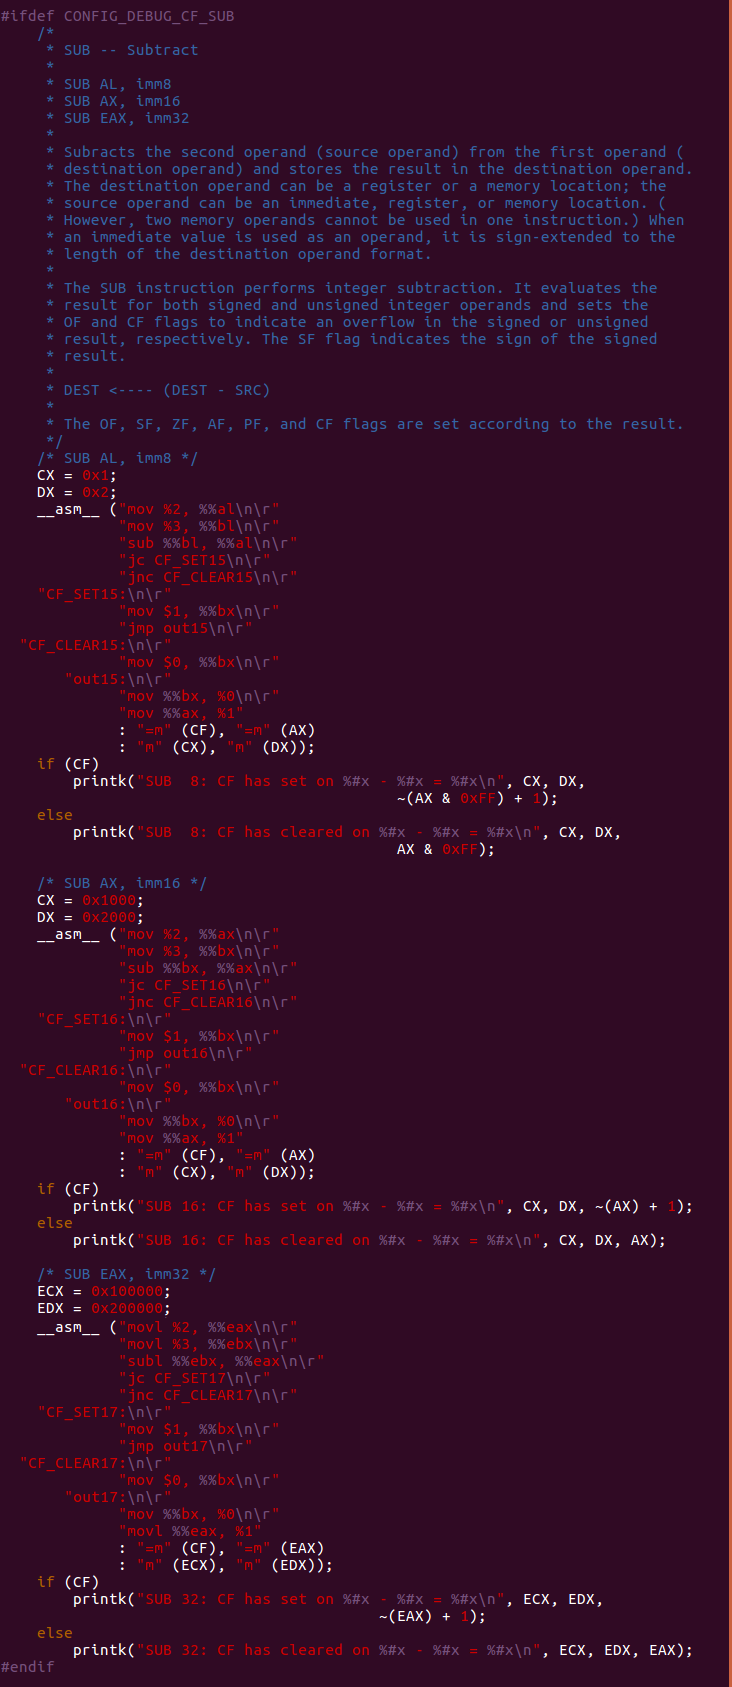 #ifdef CONFIG_DEBUG_CF_SUB
    /*
     * SUB -- Subtract
     *
     * SUB AL, imm8
     * SUB AX, imm16
     * SUB EAX, imm32
     *
     * Subracts the second operand (source operand) from the first operand (
     * destination operand) and stores the result in the destination operand.
     * The destination operand can be a register or a memory location; the
     * source operand can be an immediate, register, or memory location. (
     * However, two memory operands cannot be used in one instruction.) When
     * an immediate value is used as an operand, it is sign-extended to the
     * length of the destination operand format.
     *
     * The SUB instruction performs integer subtraction. It evaluates the
     * result for both signed and unsigned integer operands and sets the
     * OF and CF flags to indicate an overflow in the signed or unsigned
     * result, respectively. The SF flag indicates the sign of the signed
     * result.
     *
     * DEST <---- (DEST - SRC)
     *
     * The OF, SF, ZF, AF, PF, and CF flags are set according to the result.
     */
    /* SUB AL, imm8 */
    CX = 0x1;
    DX = 0x2;
    __asm__ ("mov %2, %%al\n\r"
             "mov %3, %%bl\n\r"
             "sub %%bl, %%al\n\r"
             "jc CF_SET15\n\r"
             "jnc CF_CLEAR15\n\r"
    "CF_SET15:\n\r"
             "mov $1, %%bx\n\r"
             "jmp out15\n\r"
  "CF_CLEAR15:\n\r"
             "mov $0, %%bx\n\r"
       "out15:\n\r"
             "mov %%bx, %0\n\r"
             "mov %%ax, %1"
             : "=m" (CF), "=m" (AX)
             : "m" (CX), "m" (DX));
    if (CF)
        printk("SUB  8: CF has set on %#x - %#x = %#x\n", CX, DX,
                                            ~(AX & 0xFF) + 1);
    else
        printk("SUB  8: CF has cleared on %#x - %#x = %#x\n", CX, DX,
                                            AX & 0xFF);

    /* SUB AX, imm16 */
    CX = 0x1000;
    DX = 0x2000;
    __asm__ ("mov %2, %%ax\n\r"
             "mov %3, %%bx\n\r"
             "sub %%bx, %%ax\n\r"
             "jc CF_SET16\n\r"
             "jnc CF_CLEAR16\n\r"
    "CF_SET16:\n\r"
             "mov $1, %%bx\n\r"
             "jmp out16\n\r"
  "CF_CLEAR16:\n\r"
             "mov $0, %%bx\n\r"
       "out16:\n\r"
             "mov %%bx, %0\n\r"
             "mov %%ax, %1"
             : "=m" (CF), "=m" (AX)
             : "m" (CX), "m" (DX));
    if (CF)
        printk("SUB 16: CF has set on %#x - %#x = %#x\n", CX, DX, ~(AX) + 1);
    else
        printk("SUB 16: CF has cleared on %#x - %#x = %#x\n", CX, DX, AX);

    /* SUB EAX, imm32 */
    ECX = 0x100000;
    EDX = 0x200000;
    __asm__ ("movl %2, %%eax\n\r"
             "movl %3, %%ebx\n\r"
             "subl %%ebx, %%eax\n\r"
             "jc CF_SET17\n\r"
             "jnc CF_CLEAR17\n\r"
    "CF_SET17:\n\r"
             "mov $1, %%bx\n\r"
             "jmp out17\n\r"
  "CF_CLEAR17:\n\r"
             "mov $0, %%bx\n\r"
       "out17:\n\r"
             "mov %%bx, %0\n\r"
             "movl %%eax, %1"
             : "=m" (CF), "=m" (EAX)
             : "m" (ECX), "m" (EDX));
    if (CF)
        printk("SUB 32: CF has set on %#x - %#x = %#x\n", ECX, EDX,
                                          ~(EAX) + 1);
    else
        printk("SUB 32: CF has cleared on %#x - %#x = %#x\n", ECX, EDX, EAX);
#endif